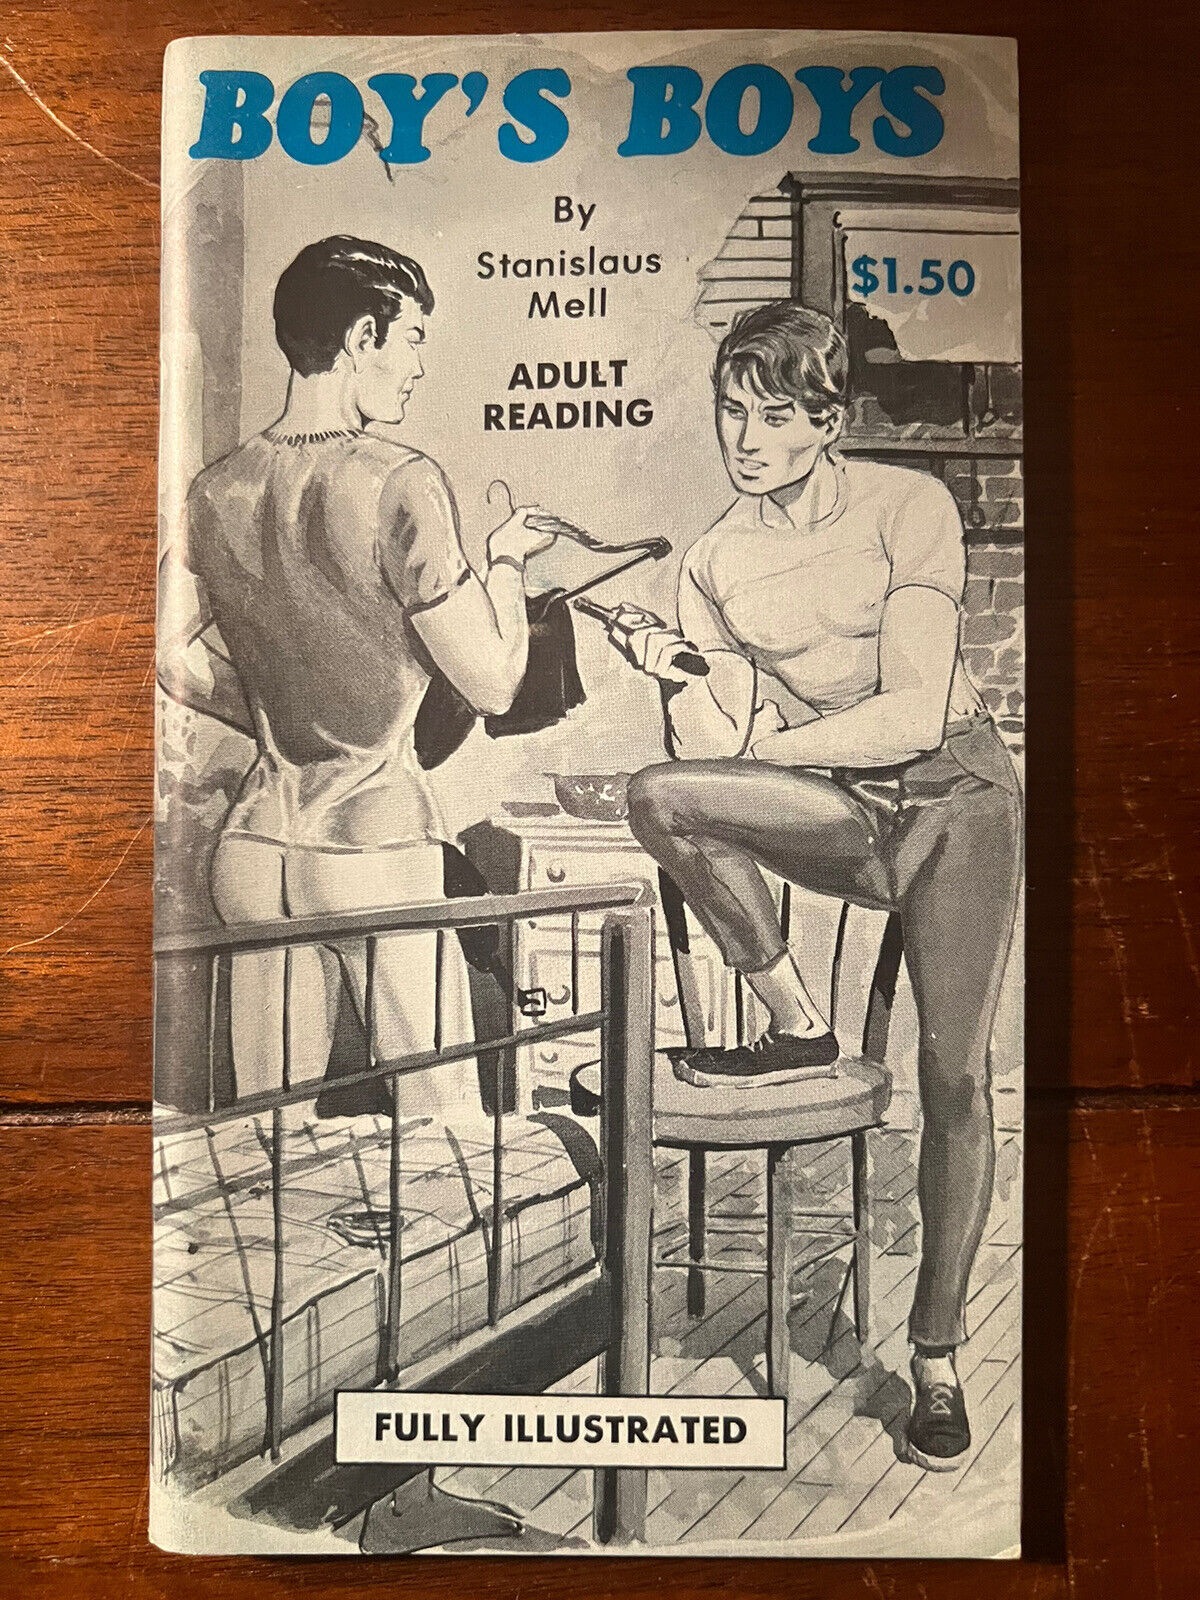 BOY'S BOYS
By
Stanislaus
Mell
$1.50
ADULT
READING
FULLY ILLUSTRATED